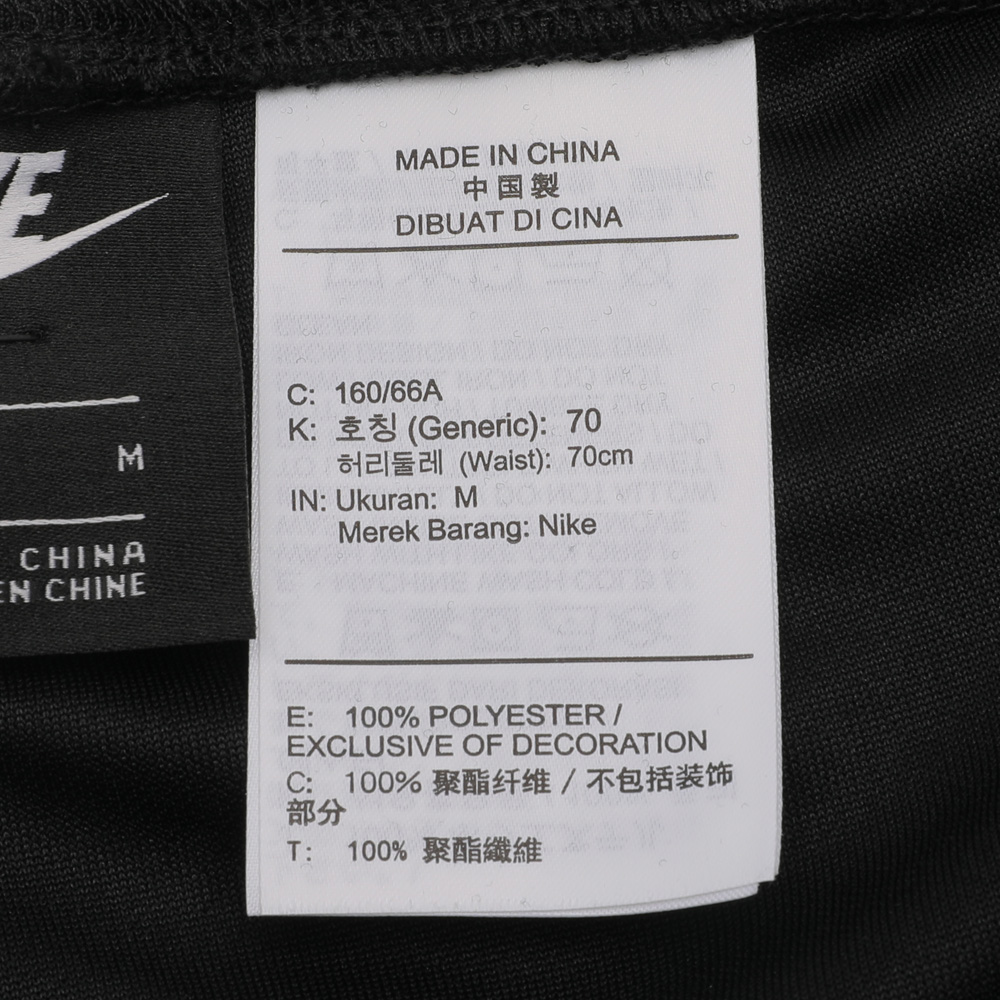 MADE IN CHINA
中国製
DIBUAT DI CINA
C: 160/66A
K: 호칭 (Generic): 70
허리둘레 (Waist): 70cm
IN: Ukuran: M
Merek Barang: Nike
E: 100% POLYESTER /
EXCLUSIVE OF DECORATION
C: 100% 聚酯纤维 / 不包括装饰
部分
T: 100% 聚酯纖維
M
CHINA
EN CHINE